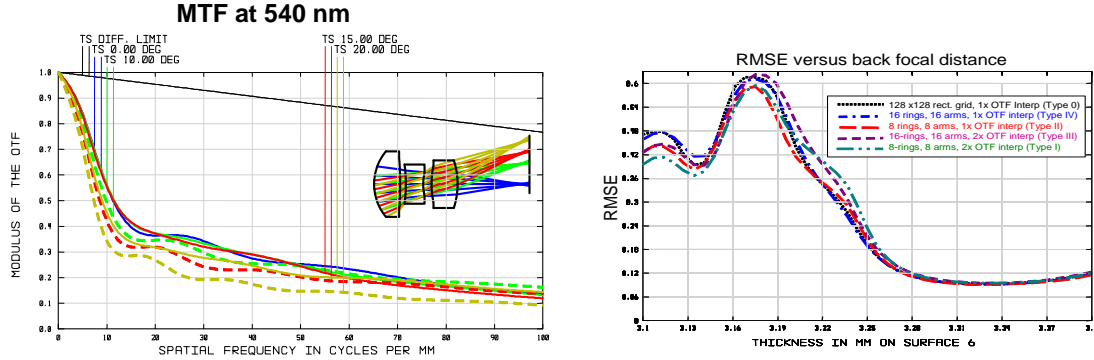 MTF at 540 nm
TS DIFF. LIMIT
TS 0.00 DEG
TS 10.00 DEG
TS 15.00 DEG
TS 20.00 DEG
1.0
0.9
0.8
0.7
0.6
0.5
0.4
0.3
0.2
0.1
0.0
MODULUS OF THE OTF
0 10 20 30 40 50 60 70 80 90 100
SPATIAL FREQUENCY IN CYCLES PER MM
RMSE versus back focal distance
128 x128 rect. grid, 1x OTF Interp (Type 0)
16 rings, 16 arms, 1x OTF interp (Type IV)
8 rings, 8 arms, 1x OTF interp (Type II)
16-rings, 16 arms, 2x OTF interp (Type III)
8-rings, 8 arms, 2x OTF interp (Type I)
0.6
0.54
0.48
0.42
0.36
0.3
0.24
0.18
0.12
0.06
0
RMSE
3.1 3.13 3.16 3.19 3.22 3.25 3.28 3.31 3.34 3.37
THICKNESS IN MM ON SURFACE 6